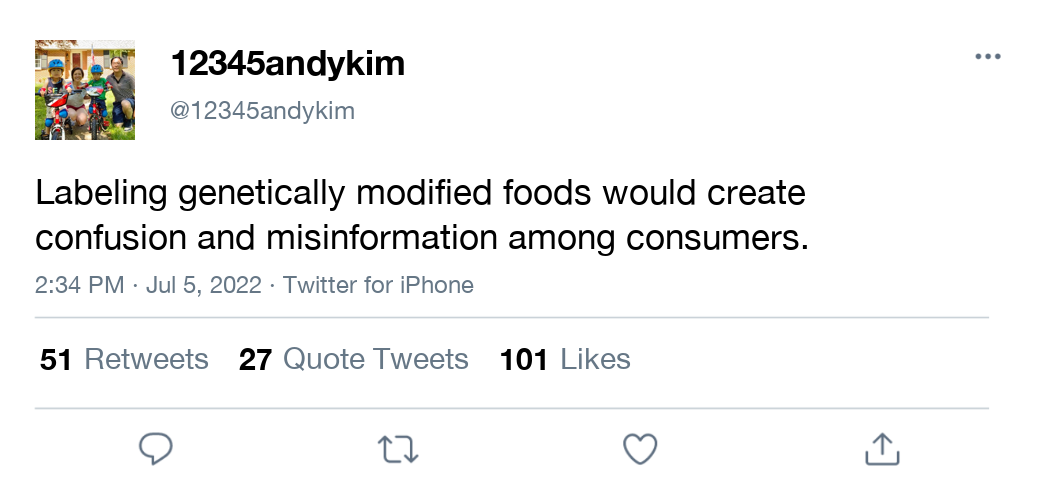 12345andykim
@12345andykim
Labeling genetically modified foods would create
confusion and misinformation among consumers.
2:34 PM · Jul 5, 2022 · Twitter for iPhone
51 Retweets 27 Quote Tweets 101 Likes